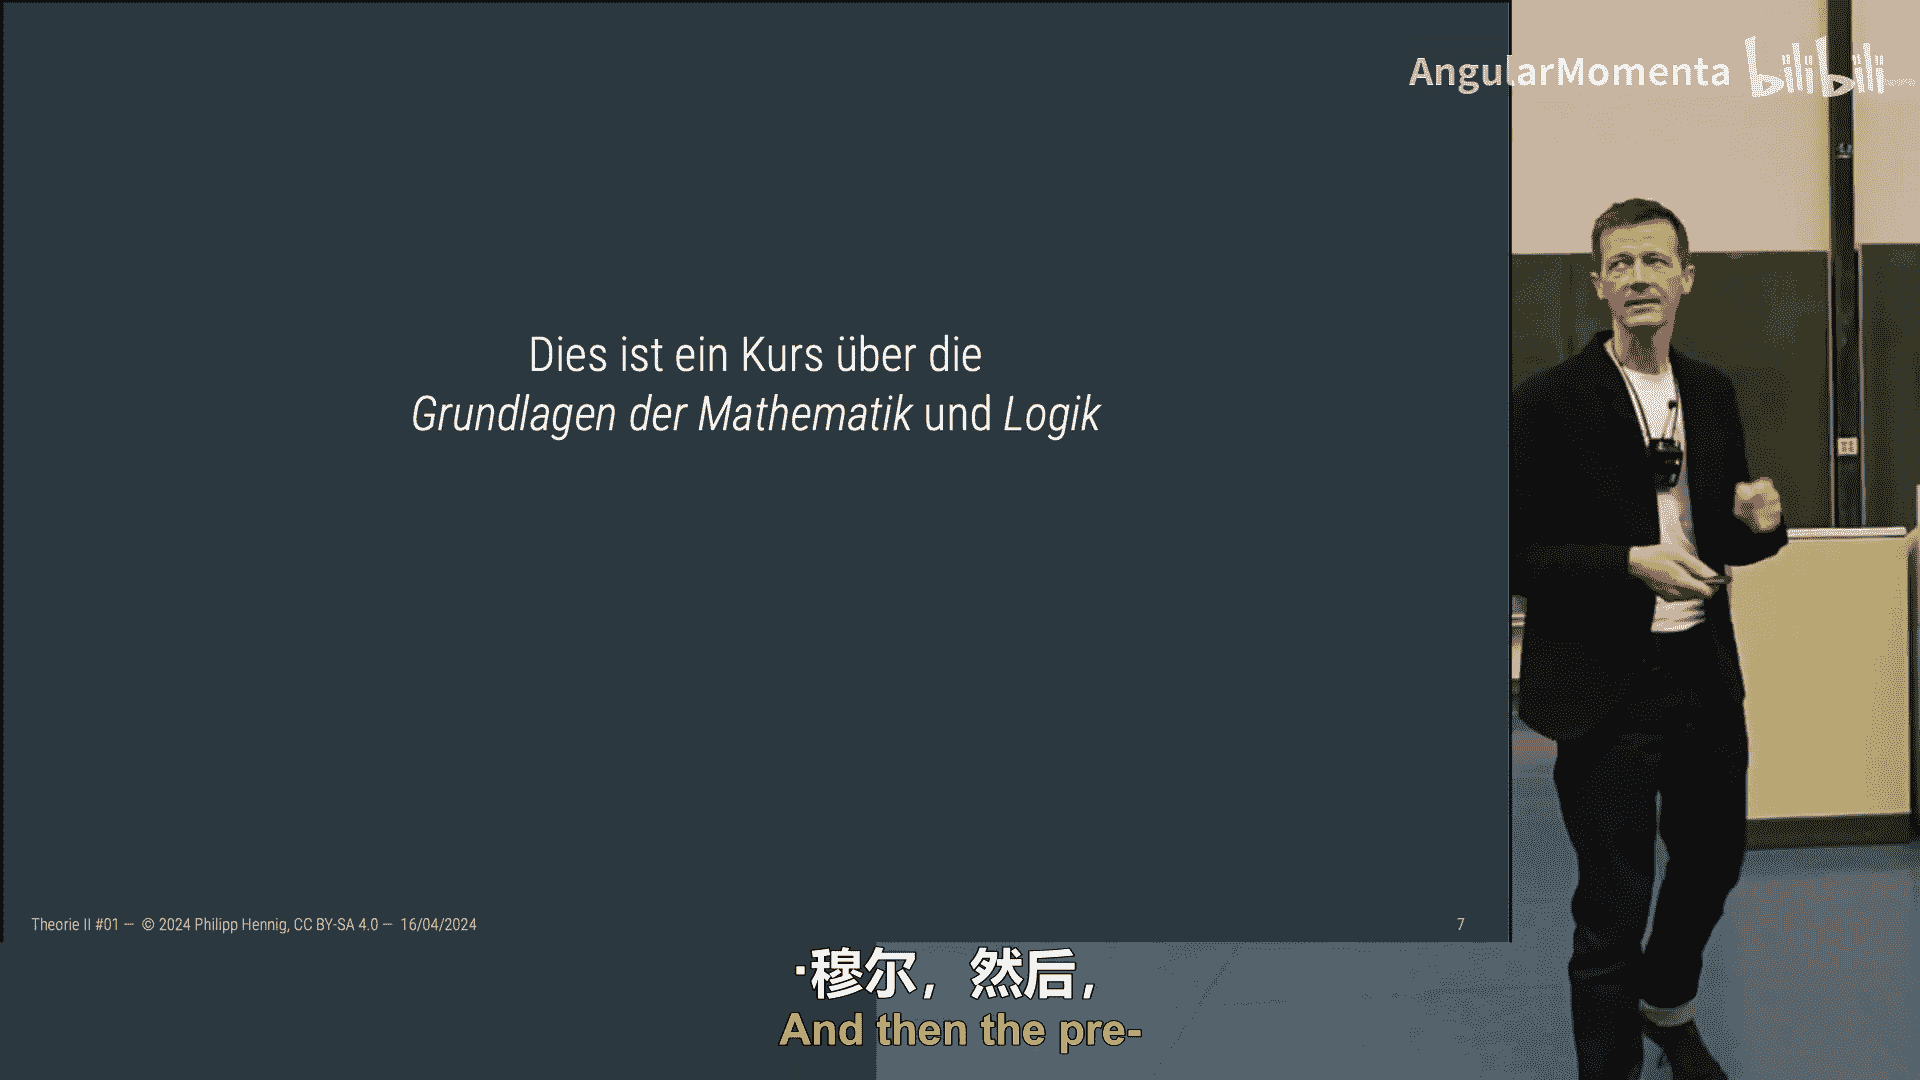 AngularMomenta bilibili
Dies ist ein Kurs über die
Grundlagen der Mathematik und Logik
Theorie II #01 — © 2024 Philipp Hennig, CC BY-SA 4.0 — 16/04/2024
7
·穆尔，然后，
And then the pre-